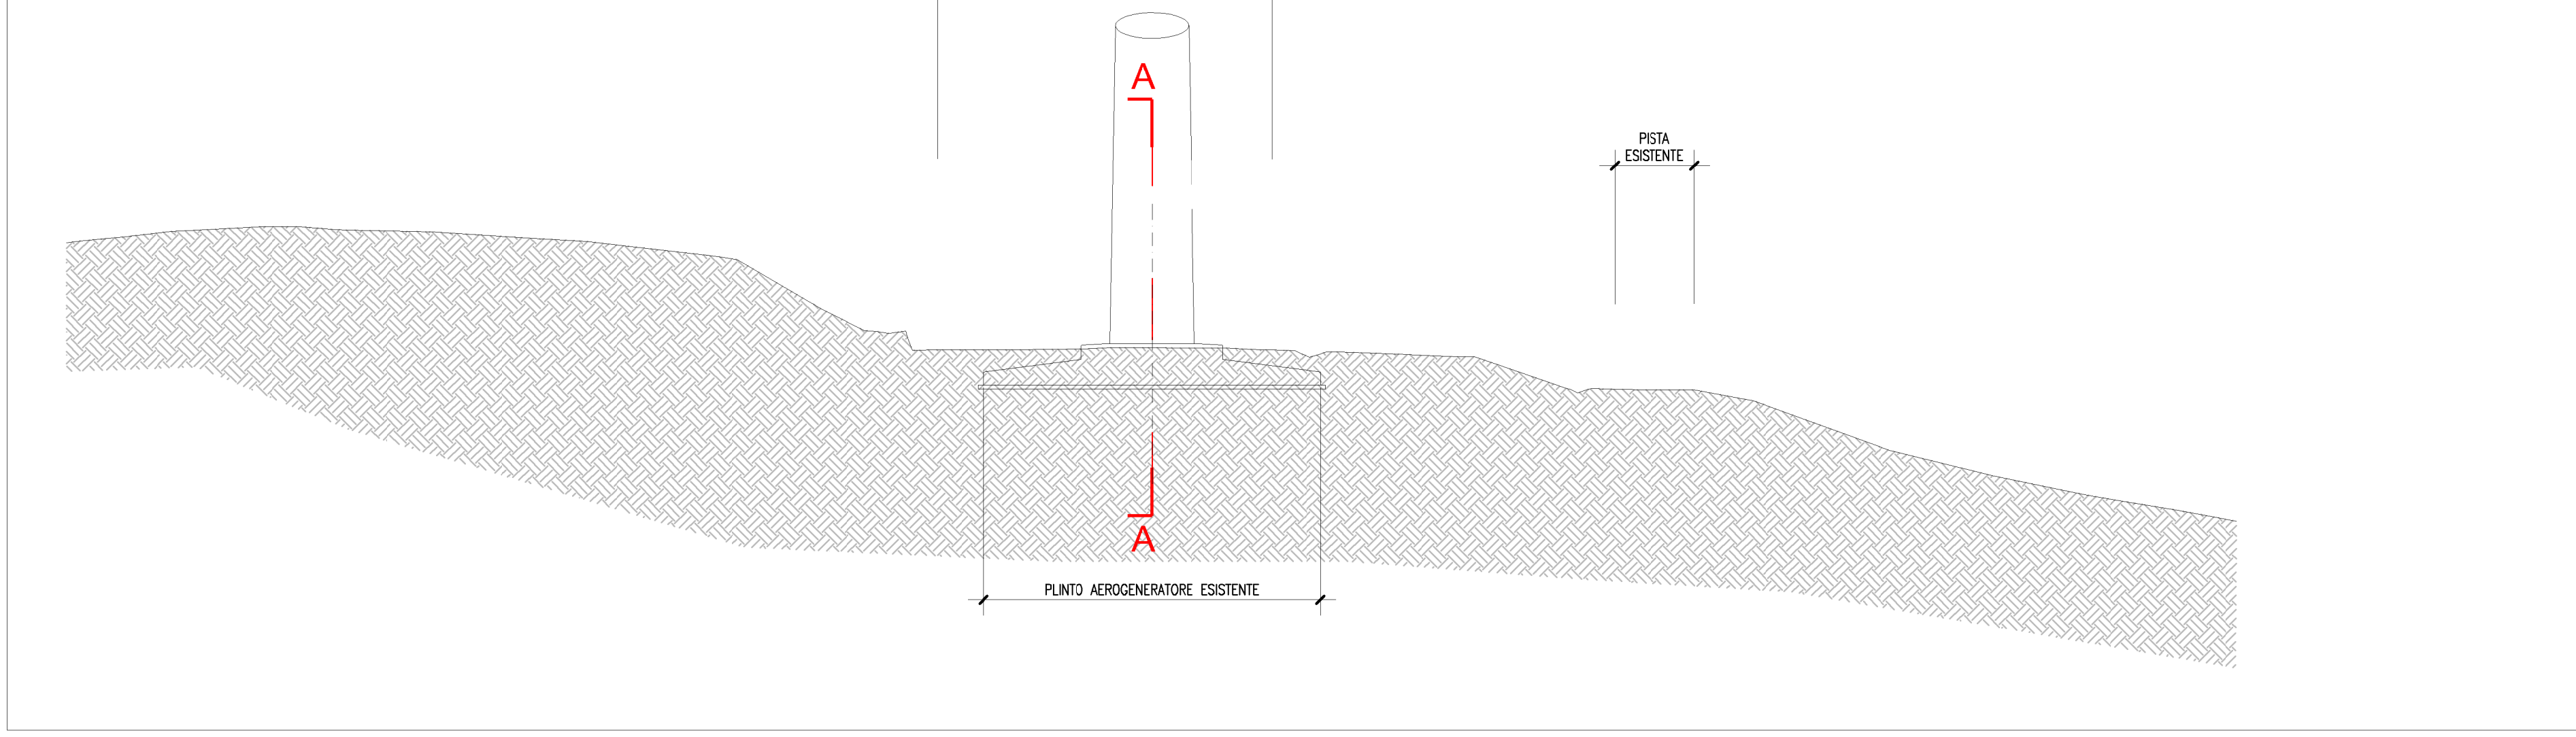 A
PISTA
ESISTENTE
A
PLINTO AEROGENERATORE ESISTENTE